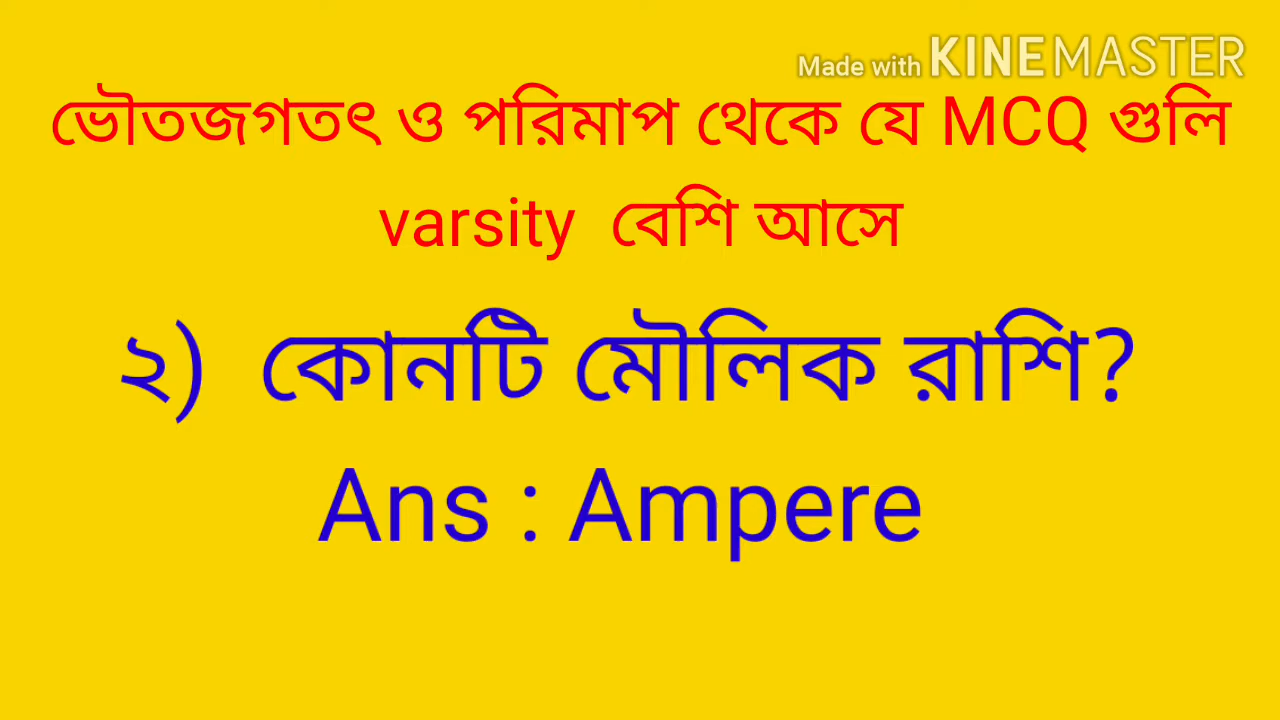 Made with KINEMASTER
ভৌতজগতৎ ও পরিমাপ থেকে যে MCQ গুলি
varsity বেশি আসে
২) কোনটি মৌলিক রাশি?
Ans : Ampere